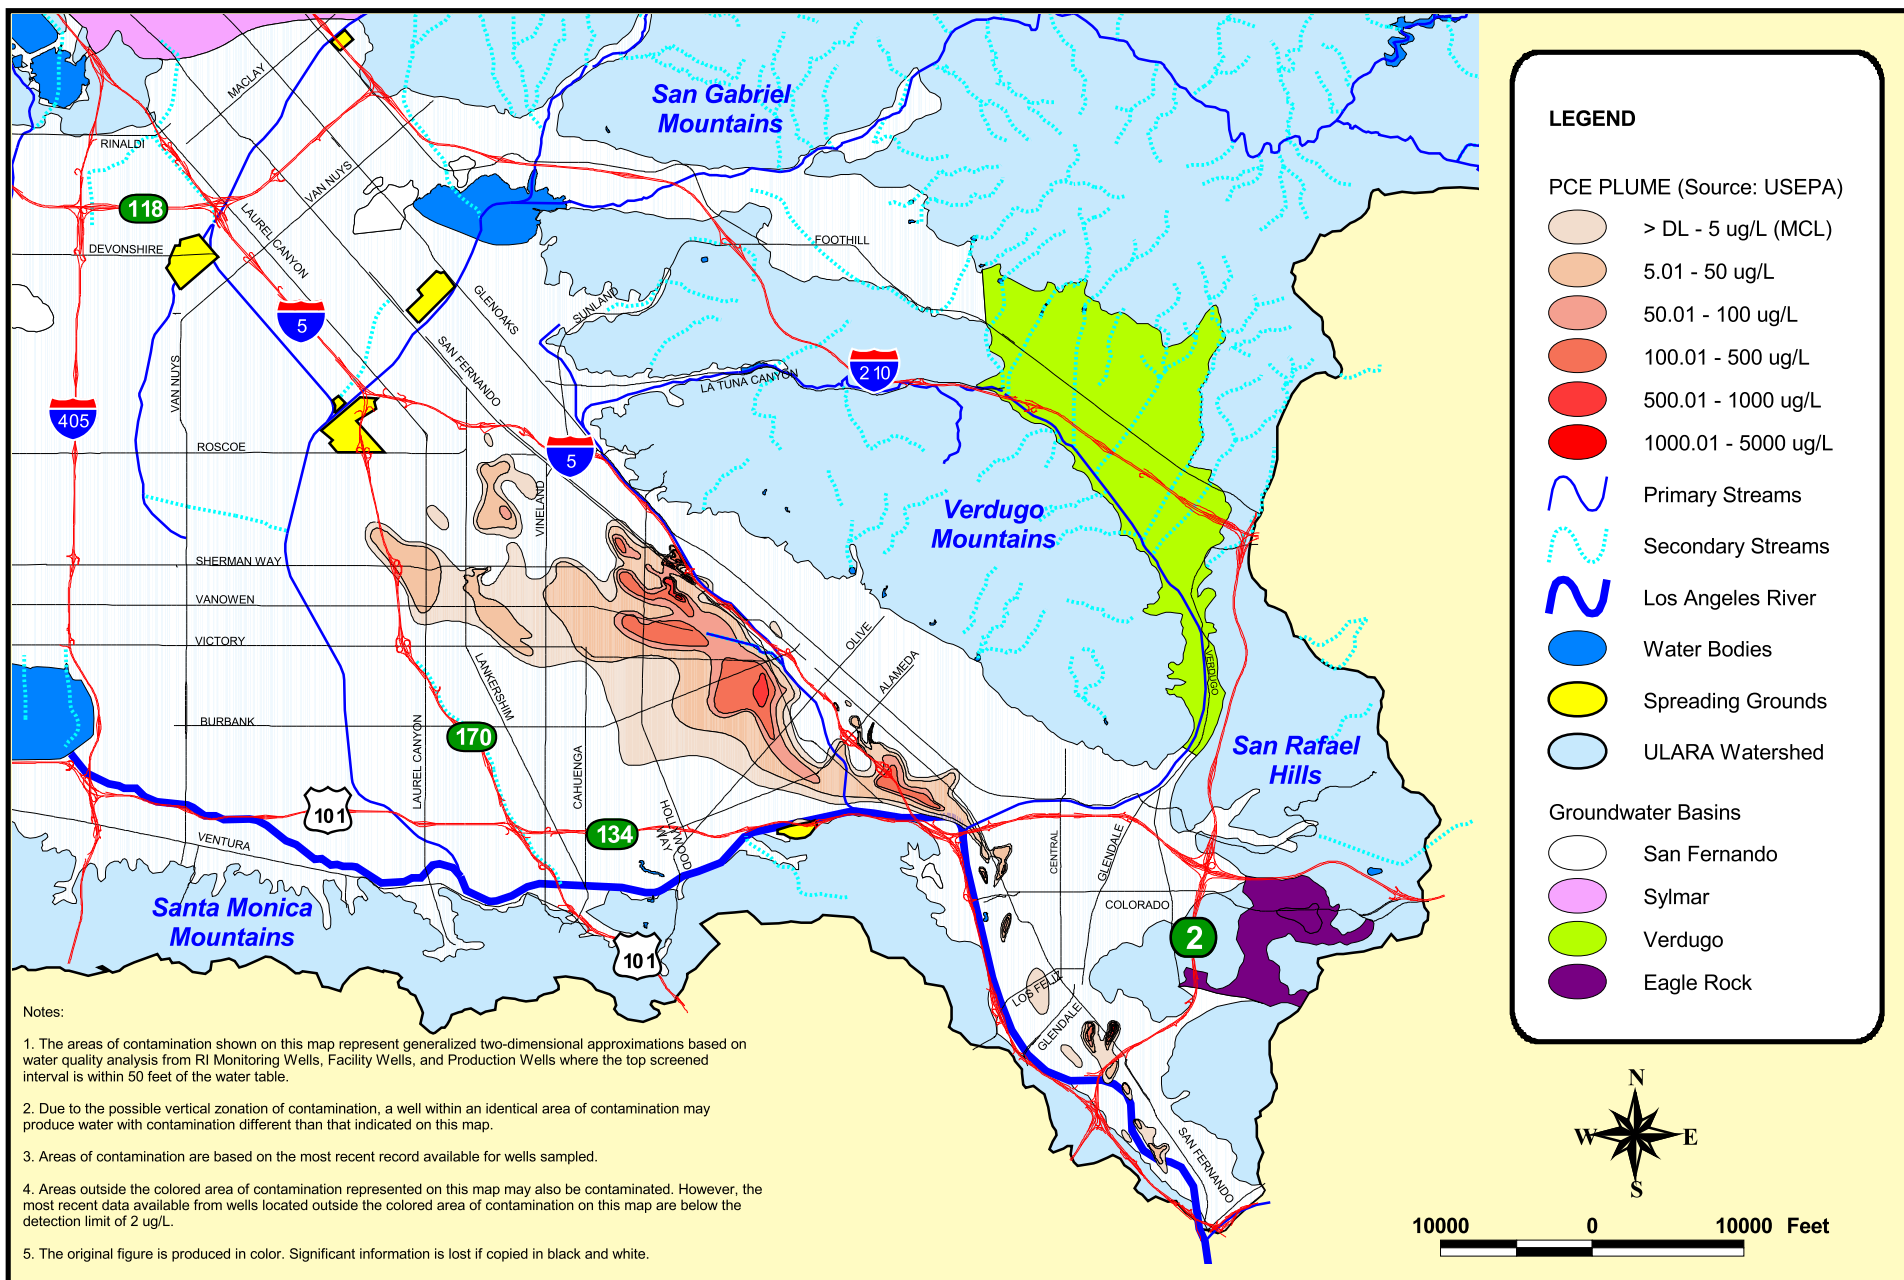 San Gabriel
Mountains
MACLAY
RINALDI
VAN NUYS
118
LAUREL CANYON
DEVONSHIRE
FOOTHILL
GLENOAKS
SUNLAND
5
SAN FERNANDO
VAN NUYS
LA TUNA CANYON
210
405
ROSCOE
5
VINELAND
Verdugo
Mountains
SHERMAN WAY
VANOWEN
VICTORY
OLIVE
ALAMEDA
VERDUGO
LANKERSHIM
BURBANK
170
LAUREL CANYON
CAHUENGA
San Rafael
Hills
101
134
HOLLYWOOD
WAY
VENTURA
CENTRAL
GLENDALE
COLORADO
Santa Monica
Mountains
2
101
LOS FELIZ
GLENDALE
SAN FERNANDO
Notes:
1. The areas of contamination shown on this map represent generalized two-dimensional approximations based on
water quality analysis from RI Monitoring Wells, Facility Wells, and Production Wells where the top screened
interval is within 50 feet of the water table.
2. Due to the possible vertical zonation of contamination, a well within an identical area of contamination may
produce water with contamination different than that indicated on this map.
3. Areas of contamination are based on the most recent record available for wells sampled.
4. Areas outside the colored area of contamination represented on this map may also be contaminated. However, the
most recent data available from wells located outside the colored area of contamination on this map are below the
detection limit of 2 ug/L.
5. The original figure is produced in color. Significant information is lost if copied in black and white.
LEGEND
PCE PLUME (Source: USEPA)
> DL - 5 ug/L (MCL)
5.01 - 50 ug/L
50.01 - 100 ug/L
100.01 - 500 ug/L
500.01 - 1000 ug/L
1000.01 - 5000 ug/L
Primary Streams
Secondary Streams
Los Angeles River
Water Bodies
Spreading Grounds
ULARA Watershed
Groundwater Basins
San Fernando
Sylmar
Verdugo
Eagle Rock
N
W E
S
10000 0 10000 Feet